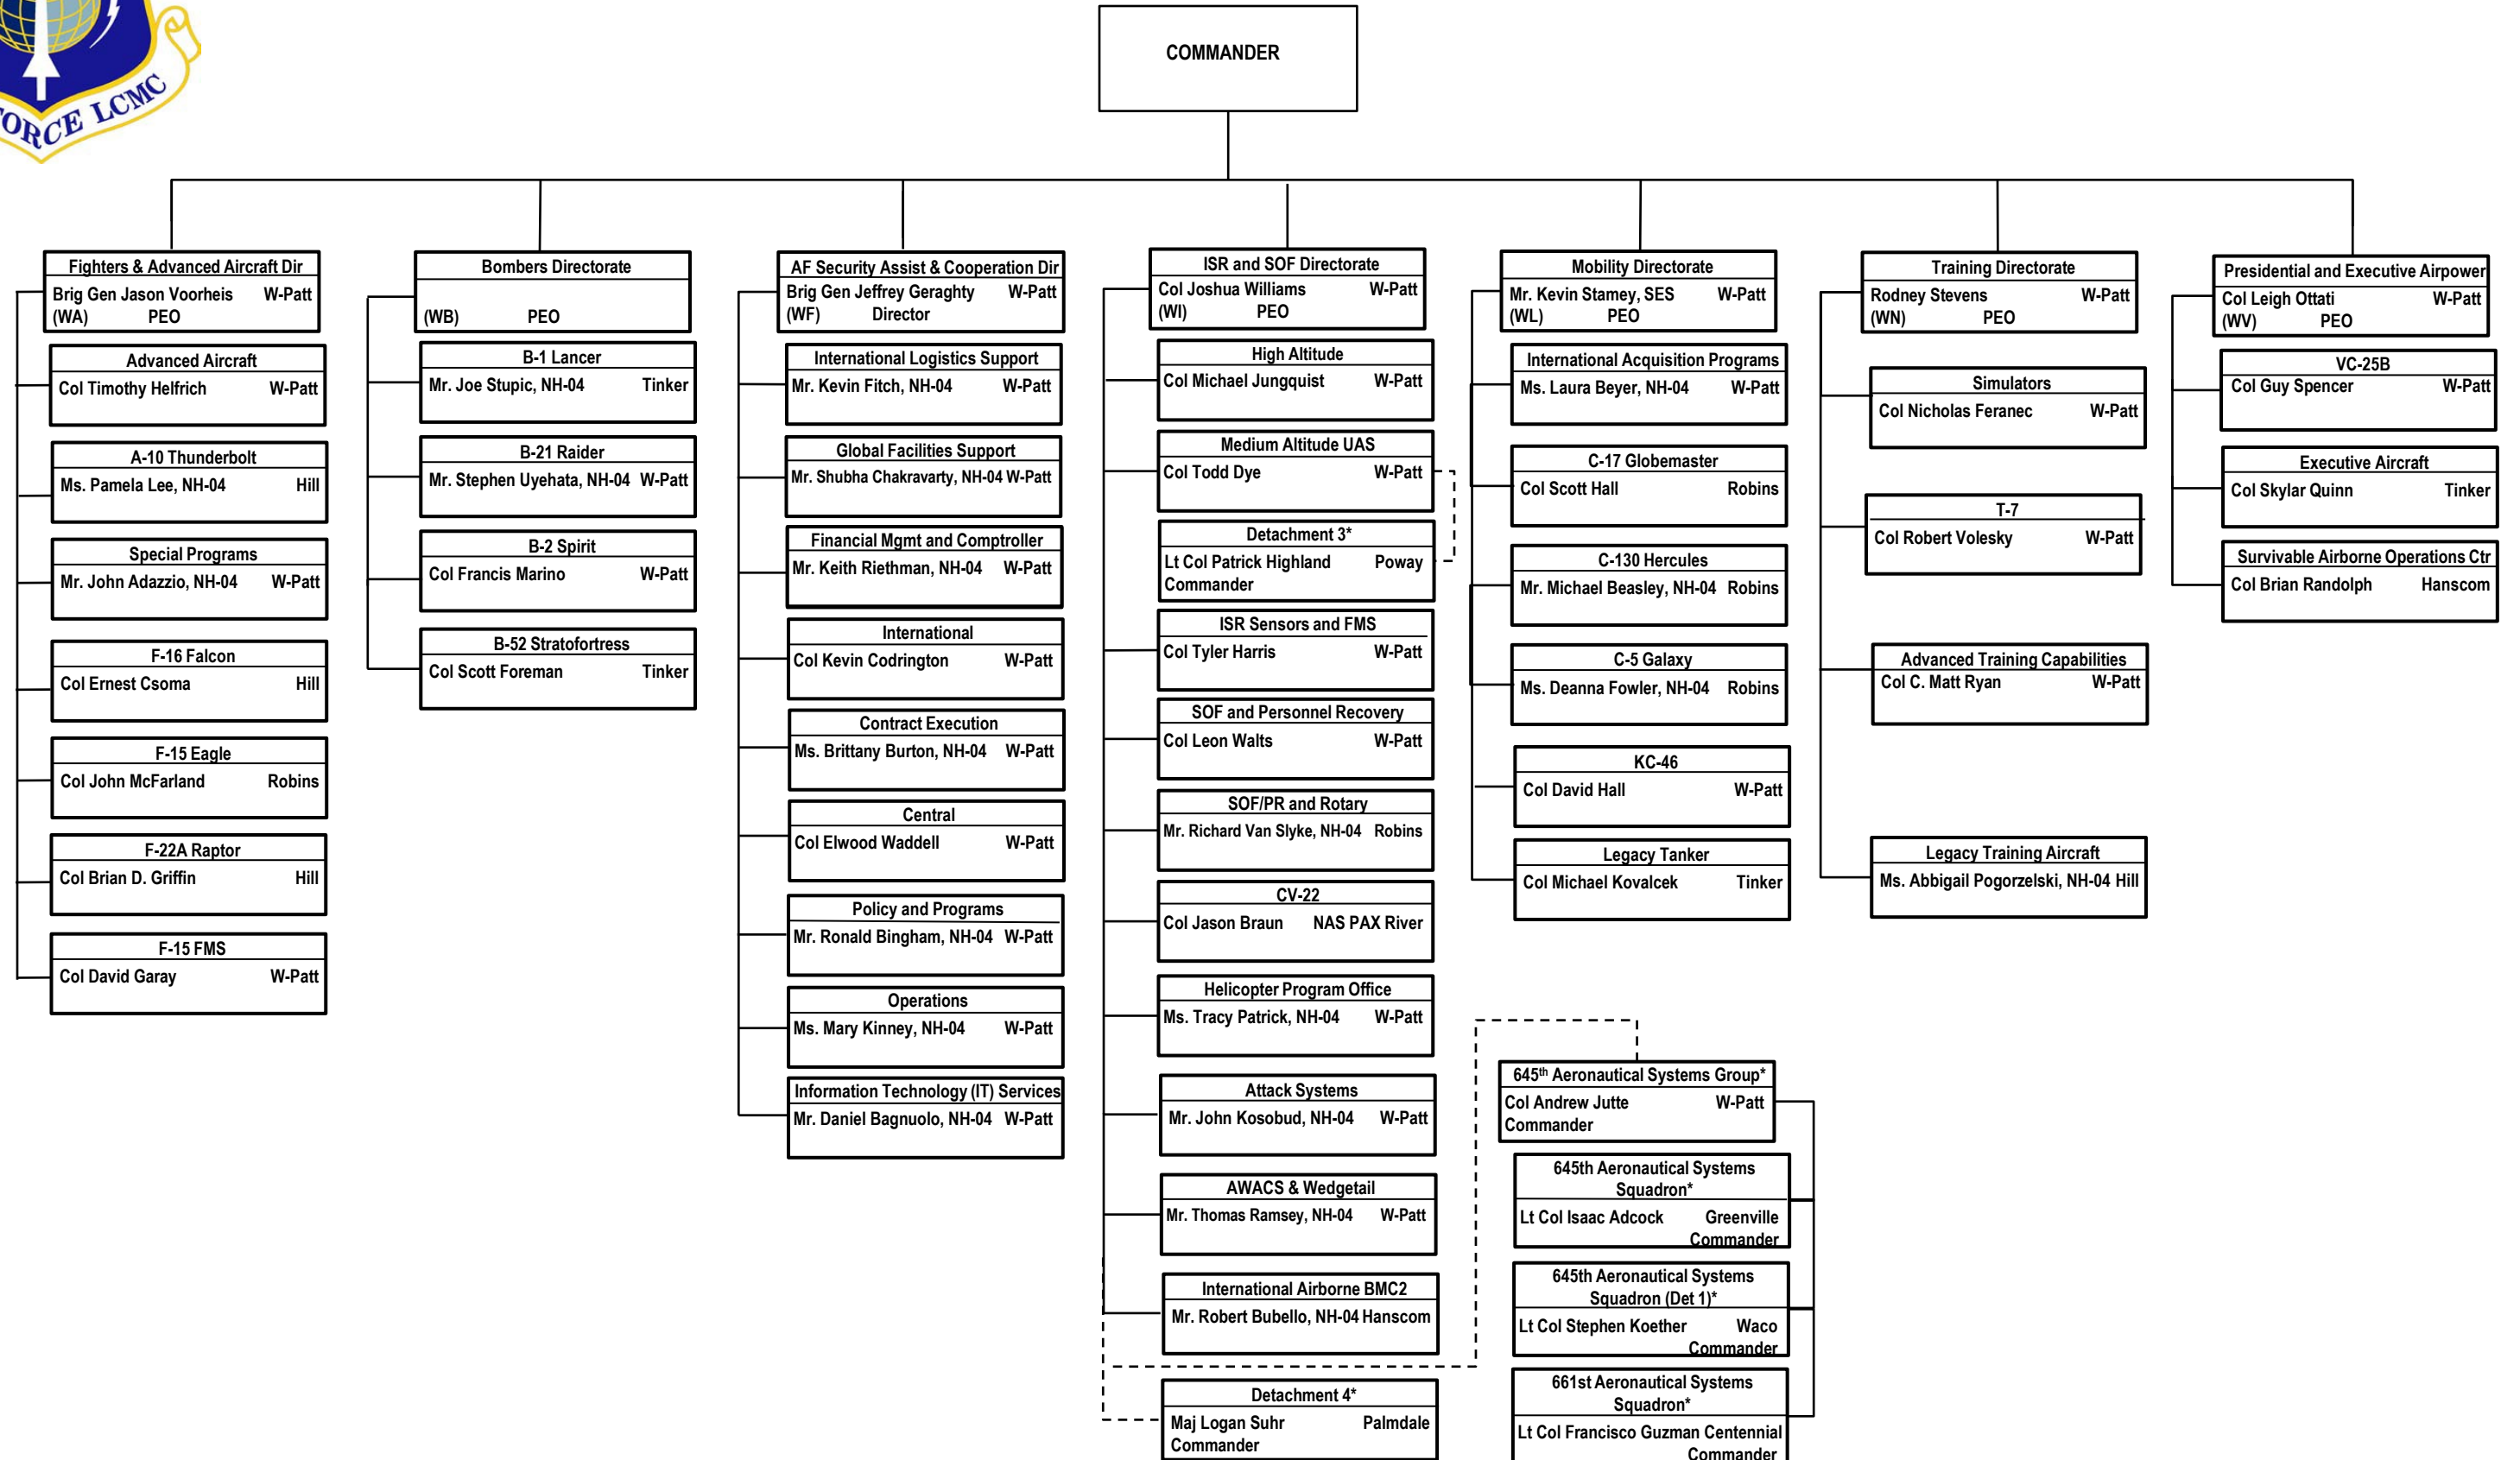 ORCE LCMC
COMMANDER
Fighters & Advanced Aircraft Dir
Brig Gen Jason Voorheis W-Patt
(WA) PEO
Advanced Aircraft
Col Timothy Helfrich W-Patt
A-10 Thunderbolt
Ms. Pamela Lee, NH-04 Hill
Special Programs
Mr. John Adazzio, NH-04 W-Patt
F-16 Falcon
Col Ernest Csoma Hill
F-15 Eagle
Col John McFarland Robins
F-22A Raptor
Col Brian D. Griffin Hill
F-15 FMS
Col David Garay W-Patt
Bombers Directorate
(WB) PEO
B-1 Lancer
Mr. Joe Stupic, NH-04 Tinker
B-21 Raider
Mr. Stephen Uyehata, NH-04 W-Patt
B-2 Spirit
Col Francis Marino W-Patt
B-52 Stratofortress
Col Scott Foreman Tinker
AF Security Assist & Cooperation Dir
Brig Gen Jeffrey Geraghty W-Patt
(WF) Director
International Logistics Support
Mr. Kevin Fitch, NH-04 W-Patt
Global Facilities Support
Mr. Shubha Chakravarty, NH-04 W-Patt
Financial Mgmt and Comptroller
Mr. Keith Riethman, NH-04 W-Patt
International
Col Kevin Codrington W-Patt
Contract Execution
Ms. Brittany Burton, NH-04 W-Patt
Central
Col Elwood Waddell W-Patt
Policy and Programs
Mr. Ronald Bingham, NH-04 W-Patt
Operations
Ms. Mary Kinney, NH-04 W-Patt
Information Technology (IT) Services
Mr. Daniel Bagnuolo, NH-04 W-Patt
ISR and SOF Directorate
Col Joshua Williams W-Patt
(WI) PEO
High Altitude
Col Michael Jungquist W-Patt
Medium Altitude UAS
Col Todd Dye W-Patt
Detachment 3*
Lt Col Patrick Highland Poway
Commander
ISR Sensors and FMS
Col Tyler Harris W-Patt
SOF and Personnel Recovery
Col Leon Walts W-Patt
SOF/PR and Rotary
Mr. Richard Van Slyke, NH-04 Robins
CV-22
Col Jason Braun NAS PAX River
Helicopter Program Office
Ms. Tracy Patrick, NH-04 W-Patt
Attack Systems
Mr. John Kosobud, NH-04 W-Patt
AWACS & Wedgetail
Mr. Thomas Ramsey, NH-04 W-Patt
International Airborne BMC2
Mr. Robert Bubello, NH-04 Hanscom
Detachment 4*
Maj Logan Suhr Palmdale
Commander
Mobility Directorate
Mr. Kevin Stamey, SES W-Patt
(WL) PEO
International Acquisition Programs
Ms. Laura Beyer, NH-04 W-Patt
C-17 Globemaster
Col Scott Hall Robins
C-130 Hercules
Mr. Michael Beasley, NH-04 Robins
C-5 Galaxy
Ms. Deanna Fowler, NH-04 Robins
KC-46
Col David Hall W-Patt
Legacy Tanker
Col Michael Kovalcek Tinker
645th Aeronautical Systems Group*
Col Andrew Jutte W-Patt
Commander
645th Aeronautical Systems
Squadron*
Lt Col Isaac Adcock Greenville
Commander
645th Aeronautical Systems
Squadron (Det 1)*
Lt Col Stephen Koether Waco
Commander
661st Aeronautical Systems
Squadron*
Lt Col Francisco Guzman Centennial
Commander
Training Directorate
Rodney Stevens W-Patt
(WN) PEO
Simulators
Col Nicholas Feranec W-Patt
T-7
Col Robert Volesky W-Patt
Advanced Training Capabilities
Col C. Matt Ryan W-Patt
Legacy Training Aircraft
Ms. Abbigail Pogorzelski, NH-04 Hill
Presidential and Executive Airpower
Col Leigh Ottati W-Patt
(WV) PEO
VC-25B
Col Guy Spencer W-Patt
Executive Aircraft
Col Skylar Quinn Tinker
Survivable Airborne Operations Ctr
Col Brian Randolph Hanscom